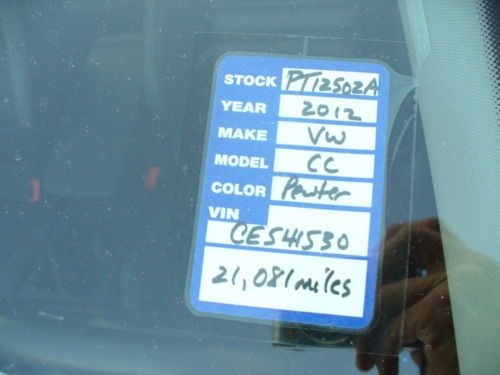 STOCK PT12502A
YEAR 2012
MAKE VW
MODEL CC
COLOR Pewter
VIN
CE541530
21,081 miles